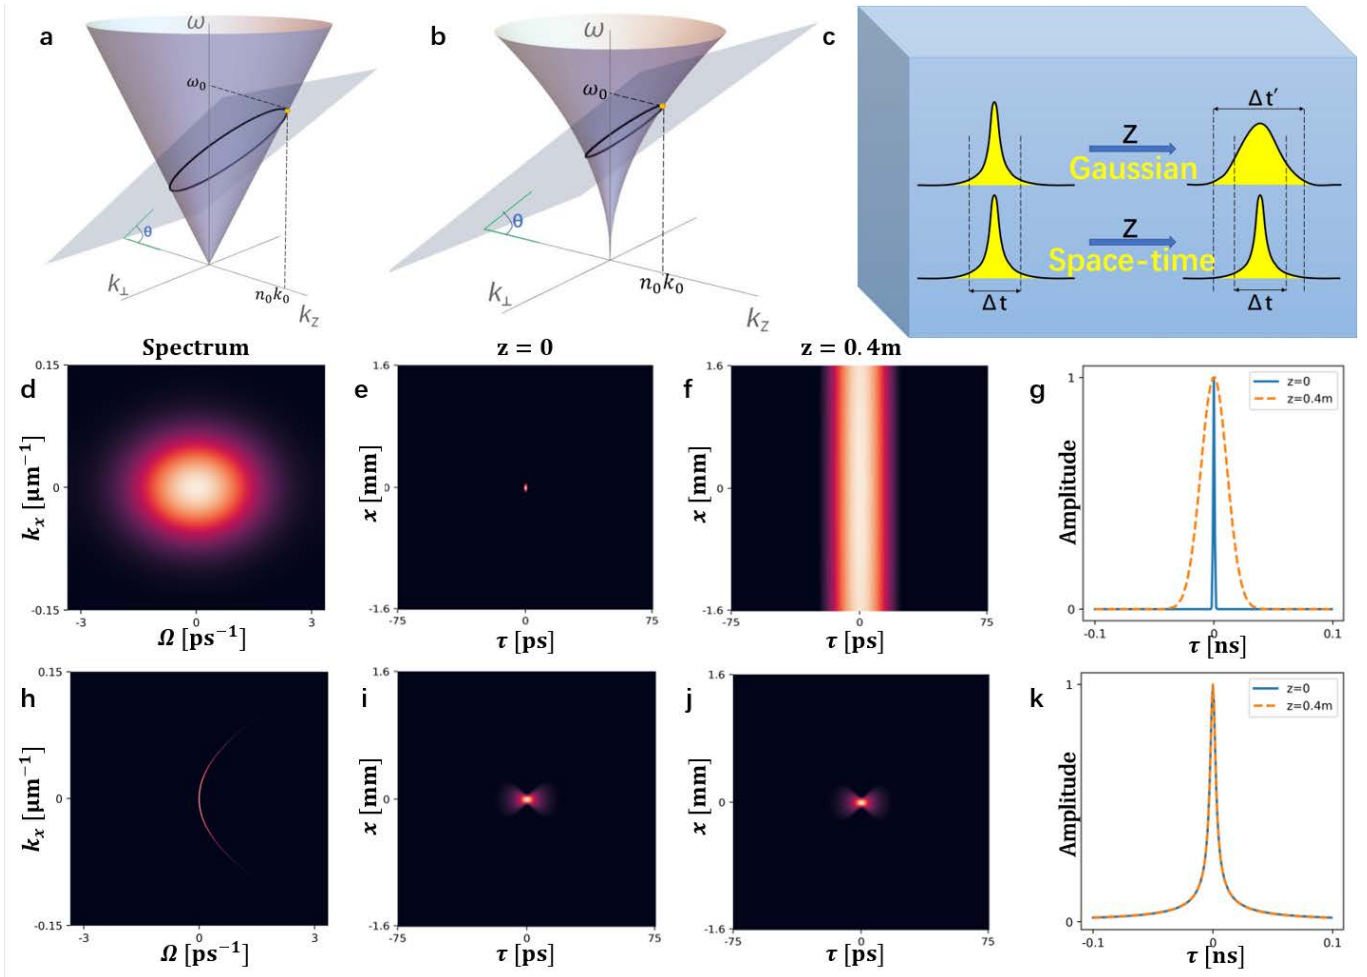 a
ω
ω₀
θ
k⊥
n₀k₀
k_z
b
ω
ω₀
θ
k⊥
n₀k₀
k_z
c
Δt′
Z
Gaussian
Z
Space-time
Δt
Δt
Spectrum
z = 0
z = 0.4m
d
0.15
0
-0.15
k_x [μm⁻¹]
-3
0
3
Ω [ps⁻¹]
e
1.6
0
-1.6
x [mm]
-75
0
75
τ [ps]
f
1.6
0
-1.6
x [mm]
-75
0
75
τ [ps]
g
1
0
Amplitude
z=0
z=0.4m
-0.1
0
0.1
τ [ns]
h
0.15
0
-0.15
k_x [μm⁻¹]
-3
0
3
Ω [ps⁻¹]
i
1.6
0
-1.6
x [mm]
-75
0
75
τ [ps]
j
1.6
0
-1.6
x [mm]
-75
0
75
τ [ps]
k
1
0
Amplitude
z=0
z=0.4m
-0.1
0
0.1
τ [ns]